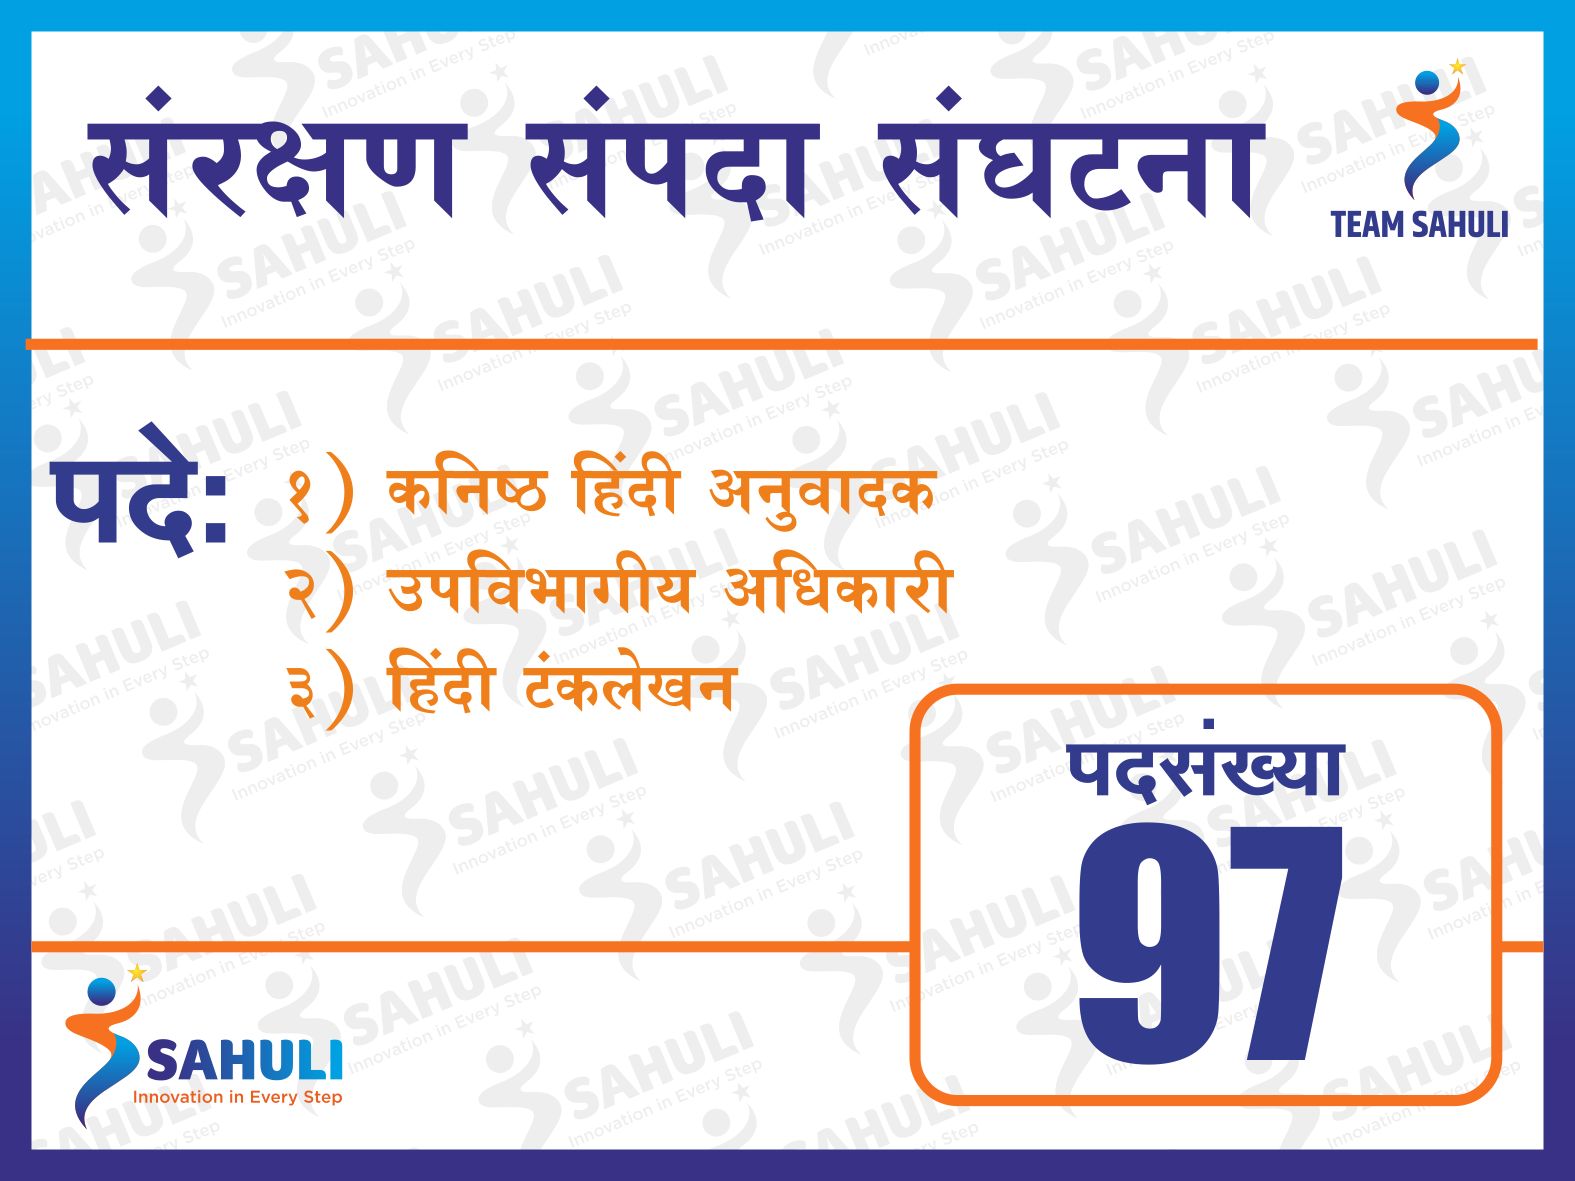 संरक्षण संपदा संघटना
TEAM SAHULI
पदे:
१) कनिष्ठ हिंदी अनुवादक
२) उपविभागीय अधिकारी
३) हिंदी टंकलेखन
पदसंख्या
97
SAHULI
Innovation in Every Step